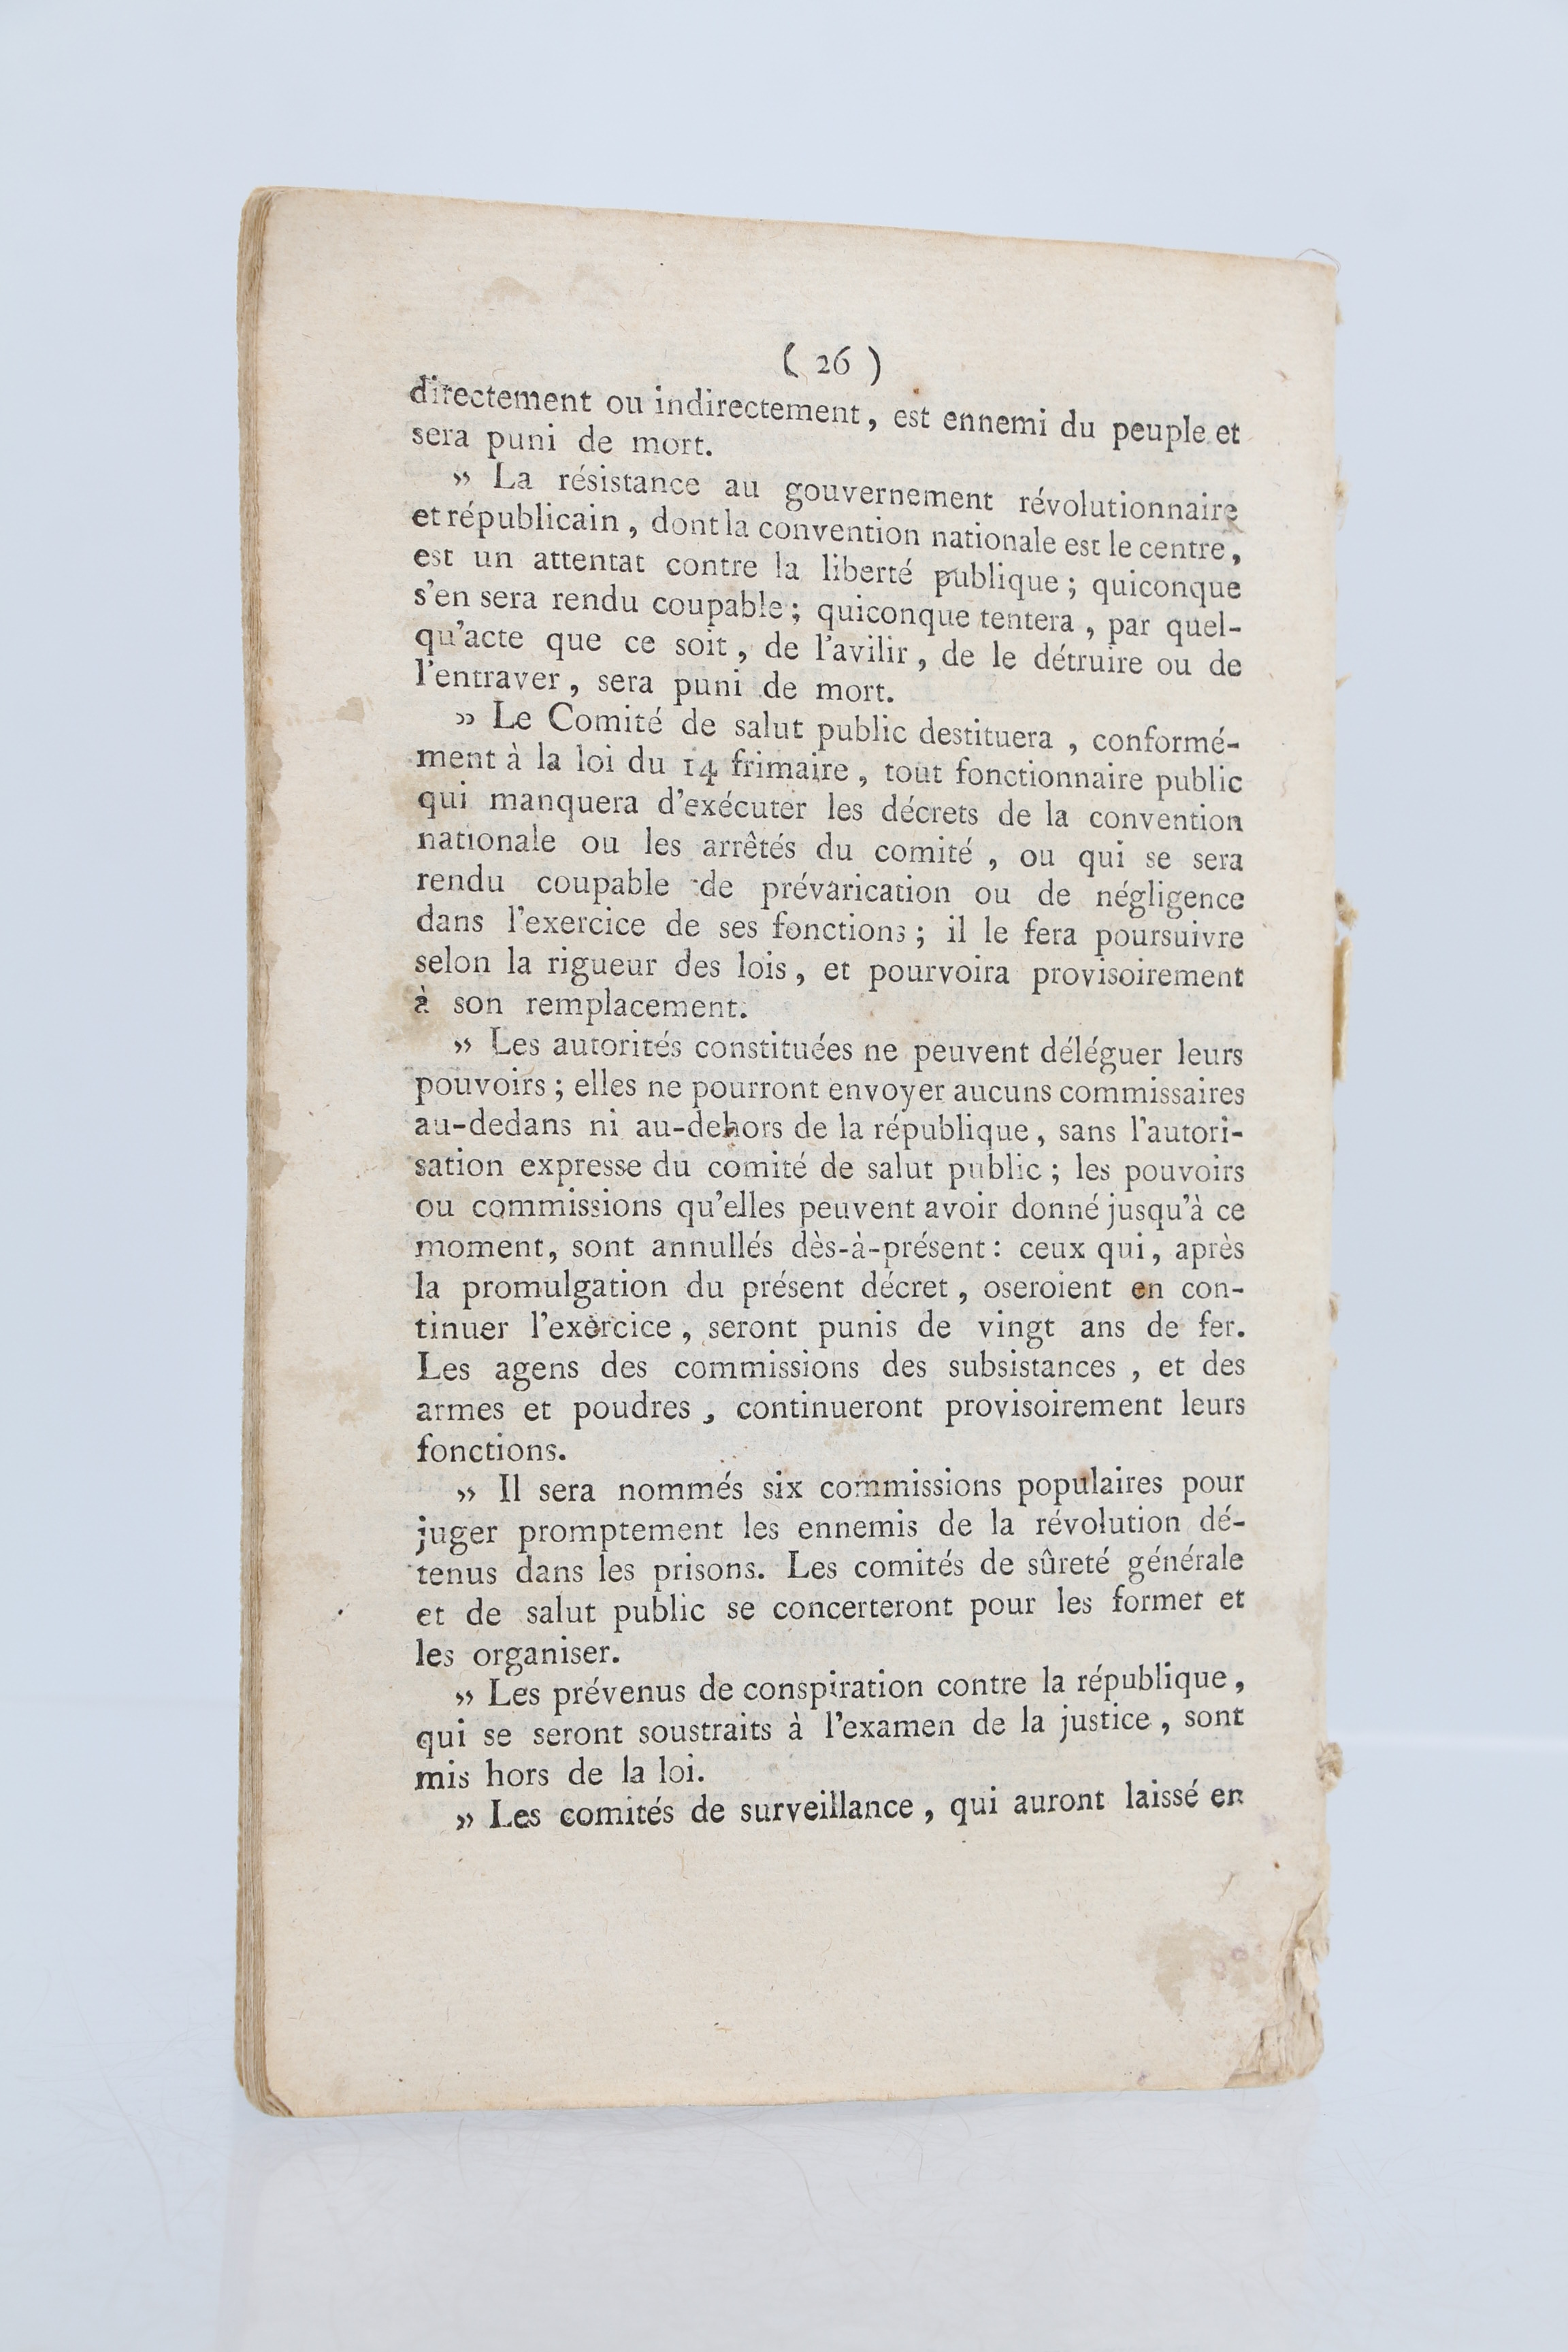 ( 26 )
directement ou indirectement, est ennemi du peuple et
sera puni de mort.
» La résistance au gouvernement révolutionnaire
et républicain, dont la convention nationale est le centre,
est un attentat contre la liberté publique; quiconque
s'en sera rendu coupable; quiconque tentera, par quel-
qu'acte que ce soit, de l'avilir, de le détruire ou de
l'entraver, sera puni de mort.
» Le Comité de salut public destituera, conformé-
ment à la loi du 14 frimaire, tout fonctionnaire public
qui manquera d'exécuter les décrets de la convention
nationale ou les arrêtés du comité, ou qui se sera
rendu coupable de prévarication ou de négligence
dans l'exercice de ses fonctions; il le fera poursuivre
selon la rigueur des lois, et pourvoira provisoirement
à son remplacement.
» Les autorités constituées ne peuvent déléguer leurs
pouvoirs; elles ne pourront envoyer aucuns commissaires
au-dedans ni au-dehors de la république, sans l'autori-
sation expresse du comité de salut public; les pouvoirs
ou commissions qu'elles peuvent avoir donné jusqu'à ce
moment, sont annullés dès-à-présent: ceux qui, après
la promulgation du présent décret, oseroient en con-
tinuer l'exercice, seront punis de vingt ans de fer.
Les agens des commissions des subsistances, et des
armes et poudres, continueront provisoirement leurs
fonctions.
» Il sera nommés six commissions populaires pour
juger promptement les ennemis de la révolution dé-
tenus dans les prisons. Les comités de sûreté générale
et de salut public se concerteront pour les former et
les organiser.
» Les prévenus de conspiration contre la république,
qui se seront soustraits à l'examen de la justice, sont
mis hors de la loi.
» Les comités de surveillance, qui auront laissé en